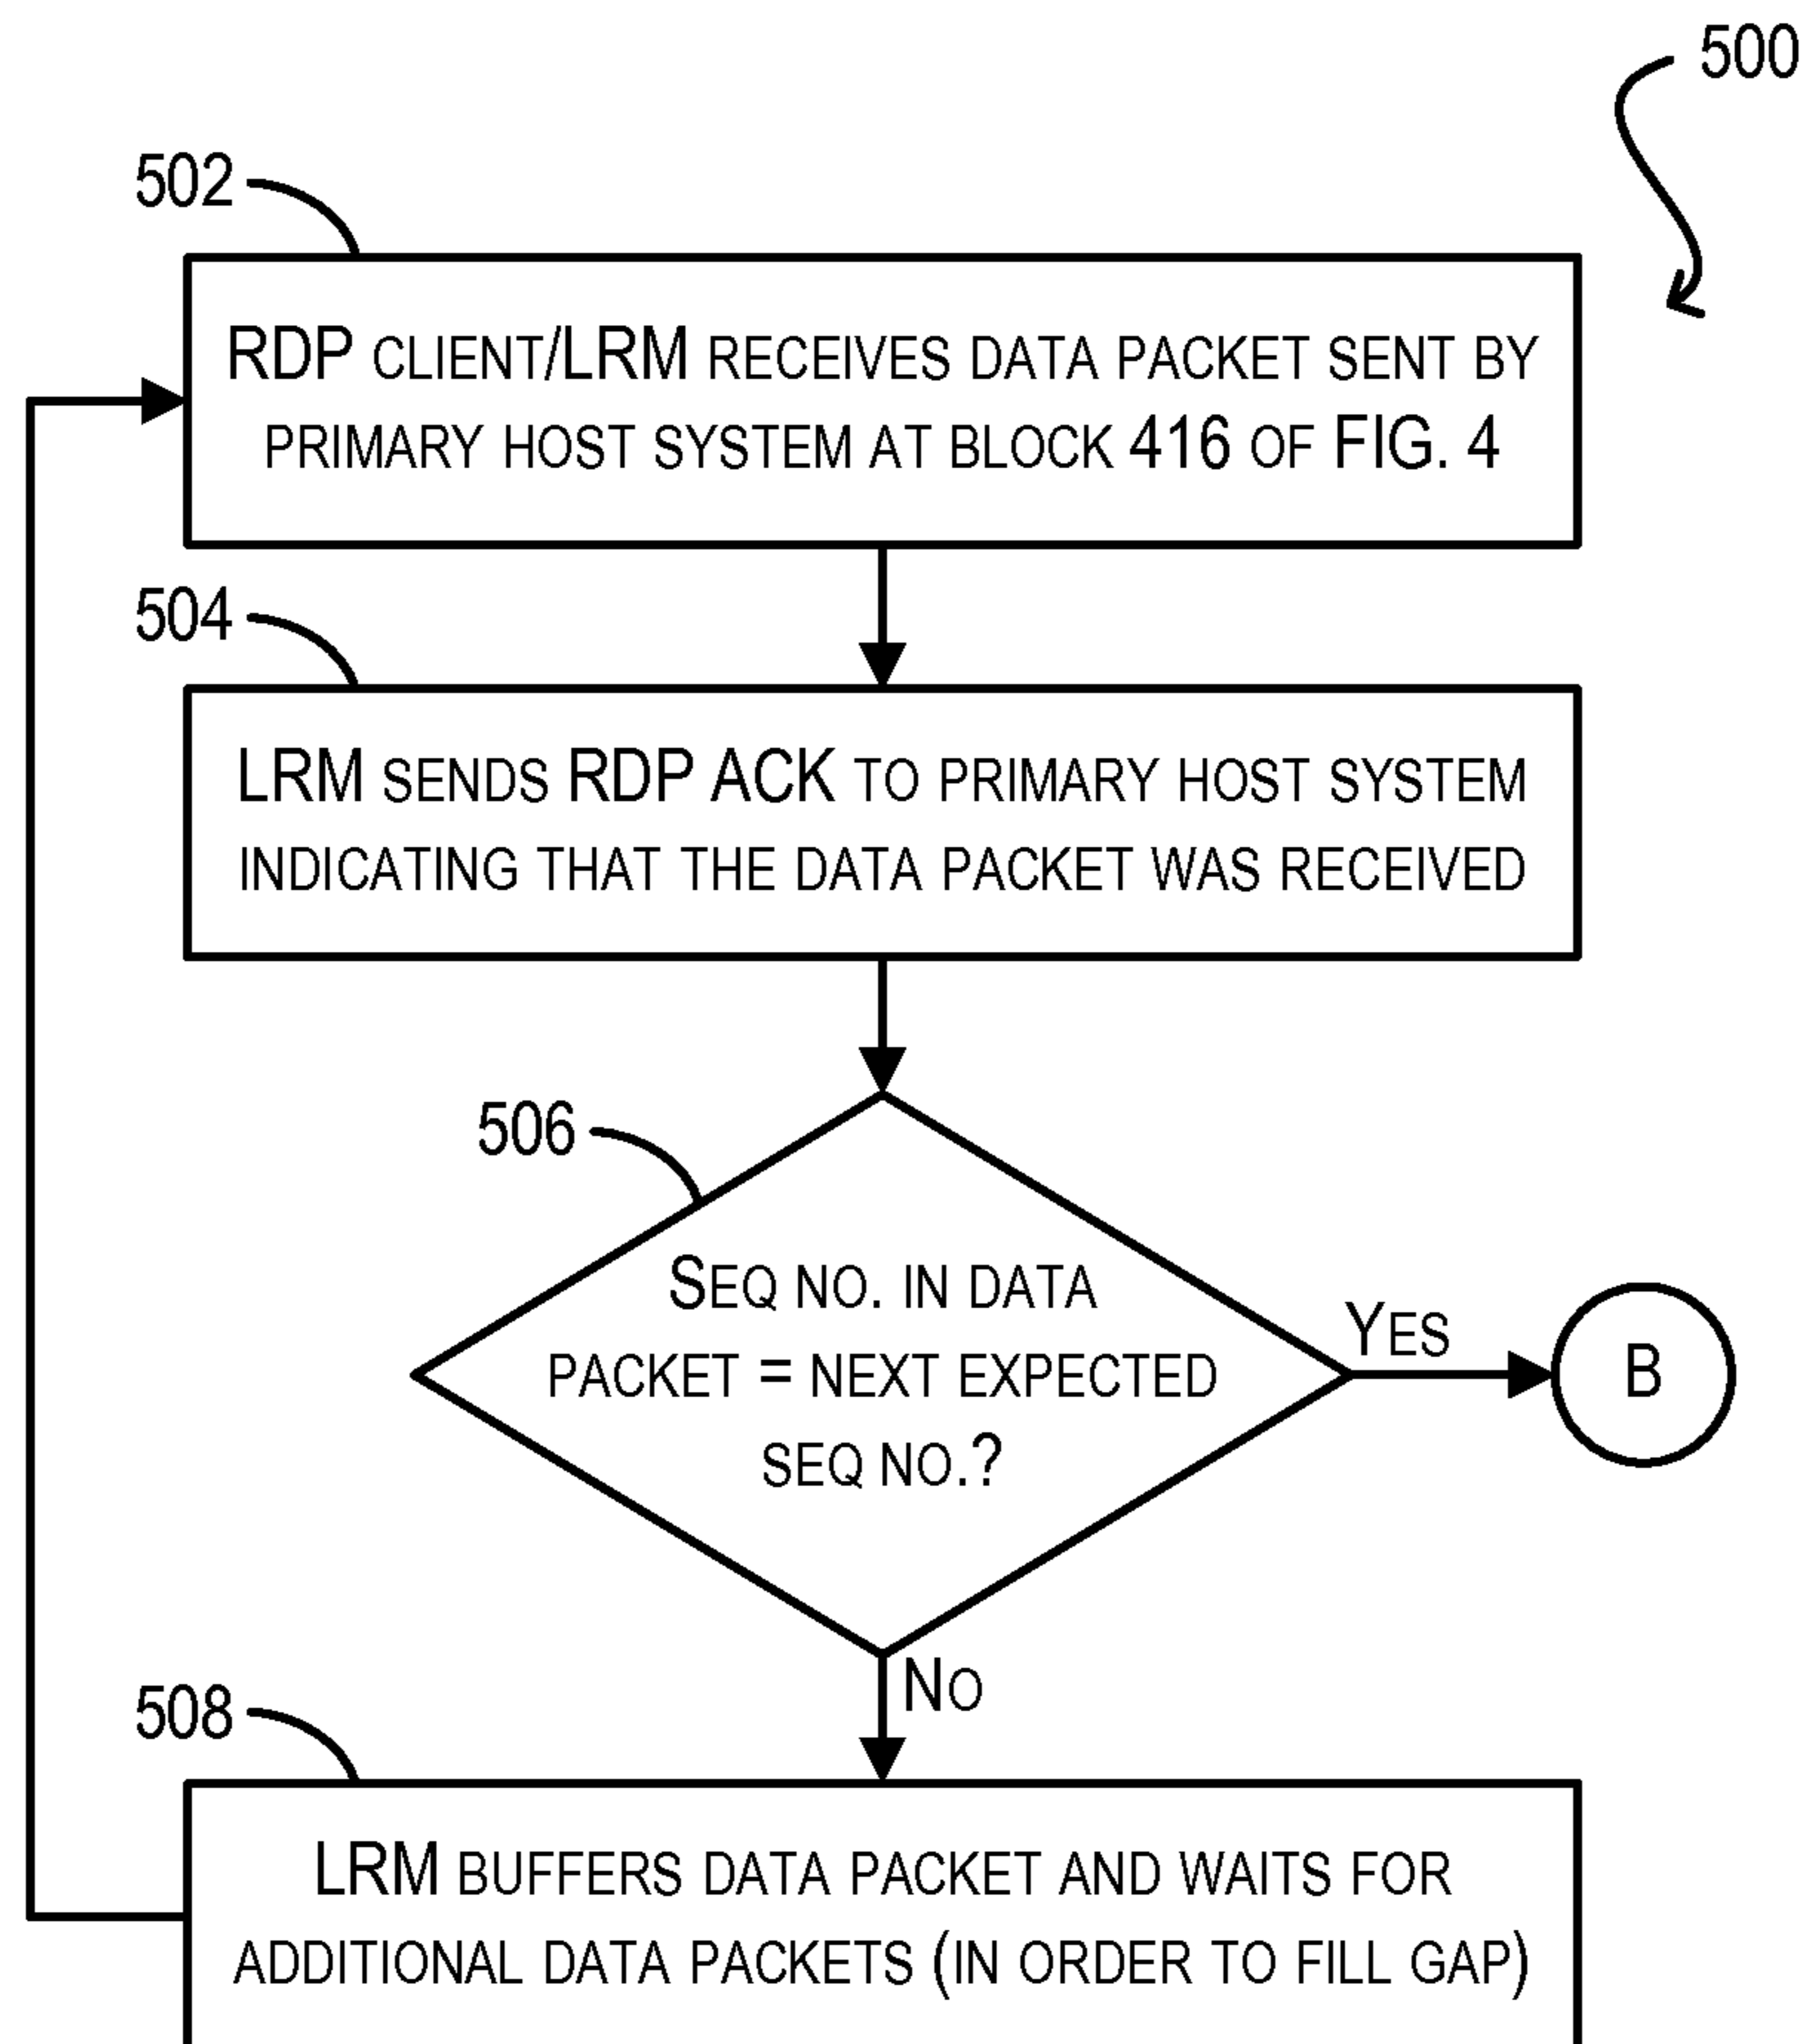 500
502
RDP CLIENT/LRM RECEIVES DATA PACKET SENT BY
PRIMARY HOST SYSTEM AT BLOCK 416 OF FIG. 4
504
LRM SENDS RDP ACK TO PRIMARY HOST SYSTEM
INDICATING THAT THE DATA PACKET WAS RECEIVED
506
SEQ NO. IN DATA
PACKET = NEXT EXPECTED
SEQ NO.?
YES
B
NO
508
LRM BUFFERS DATA PACKET AND WAITS FOR
ADDITIONAL DATA PACKETS (IN ORDER TO FILL GAP)